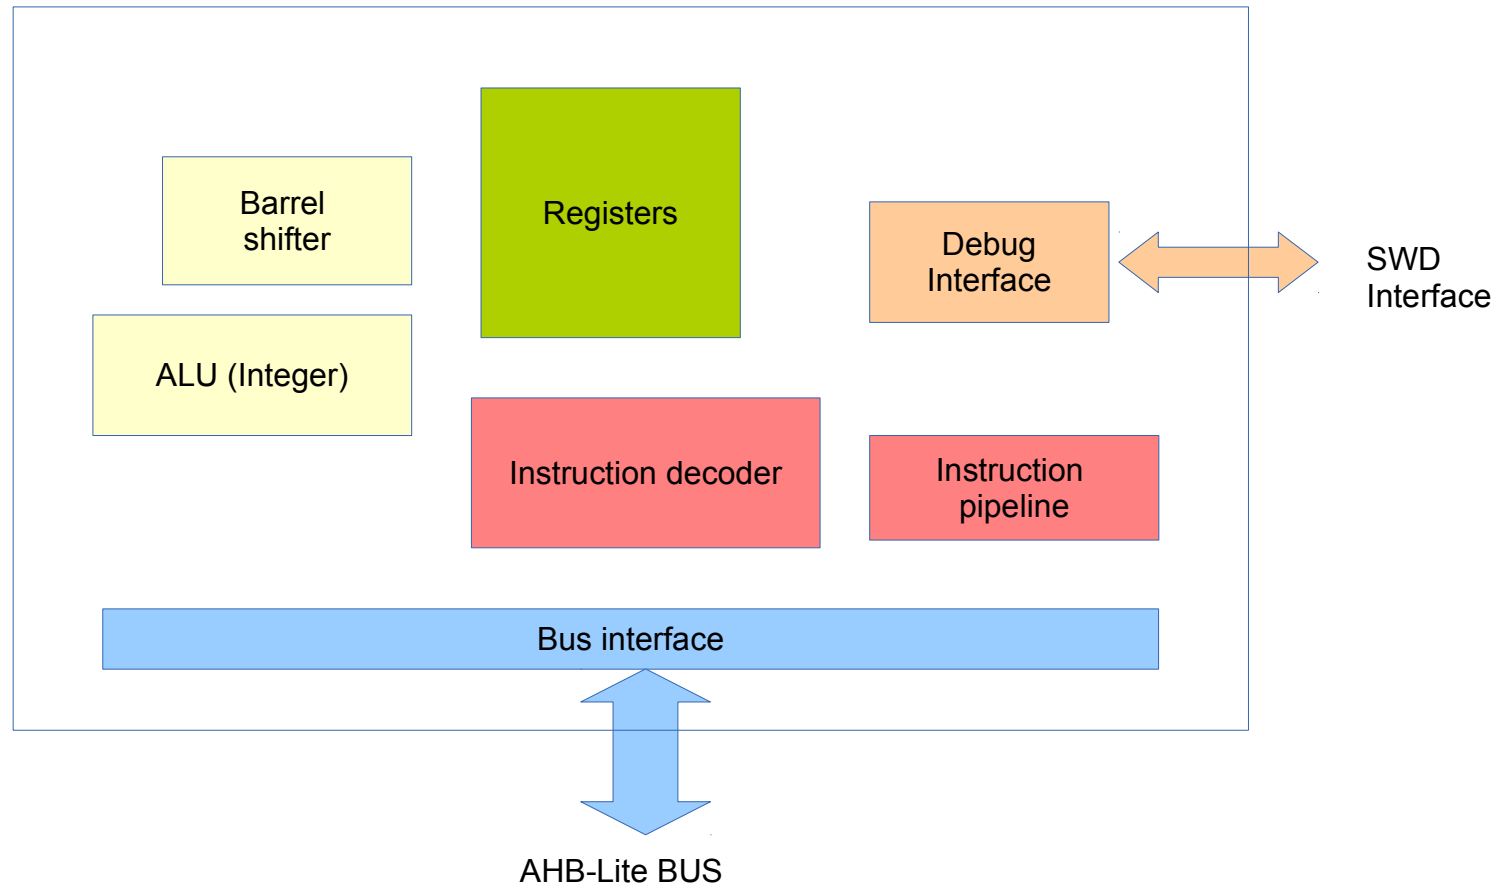 Barrel
shifter
Registers
Debug
Interface
SWD
Interface
ALU (Integer)
Instruction decoder
Instruction
pipeline
Bus interface
AHB-Lite BUS